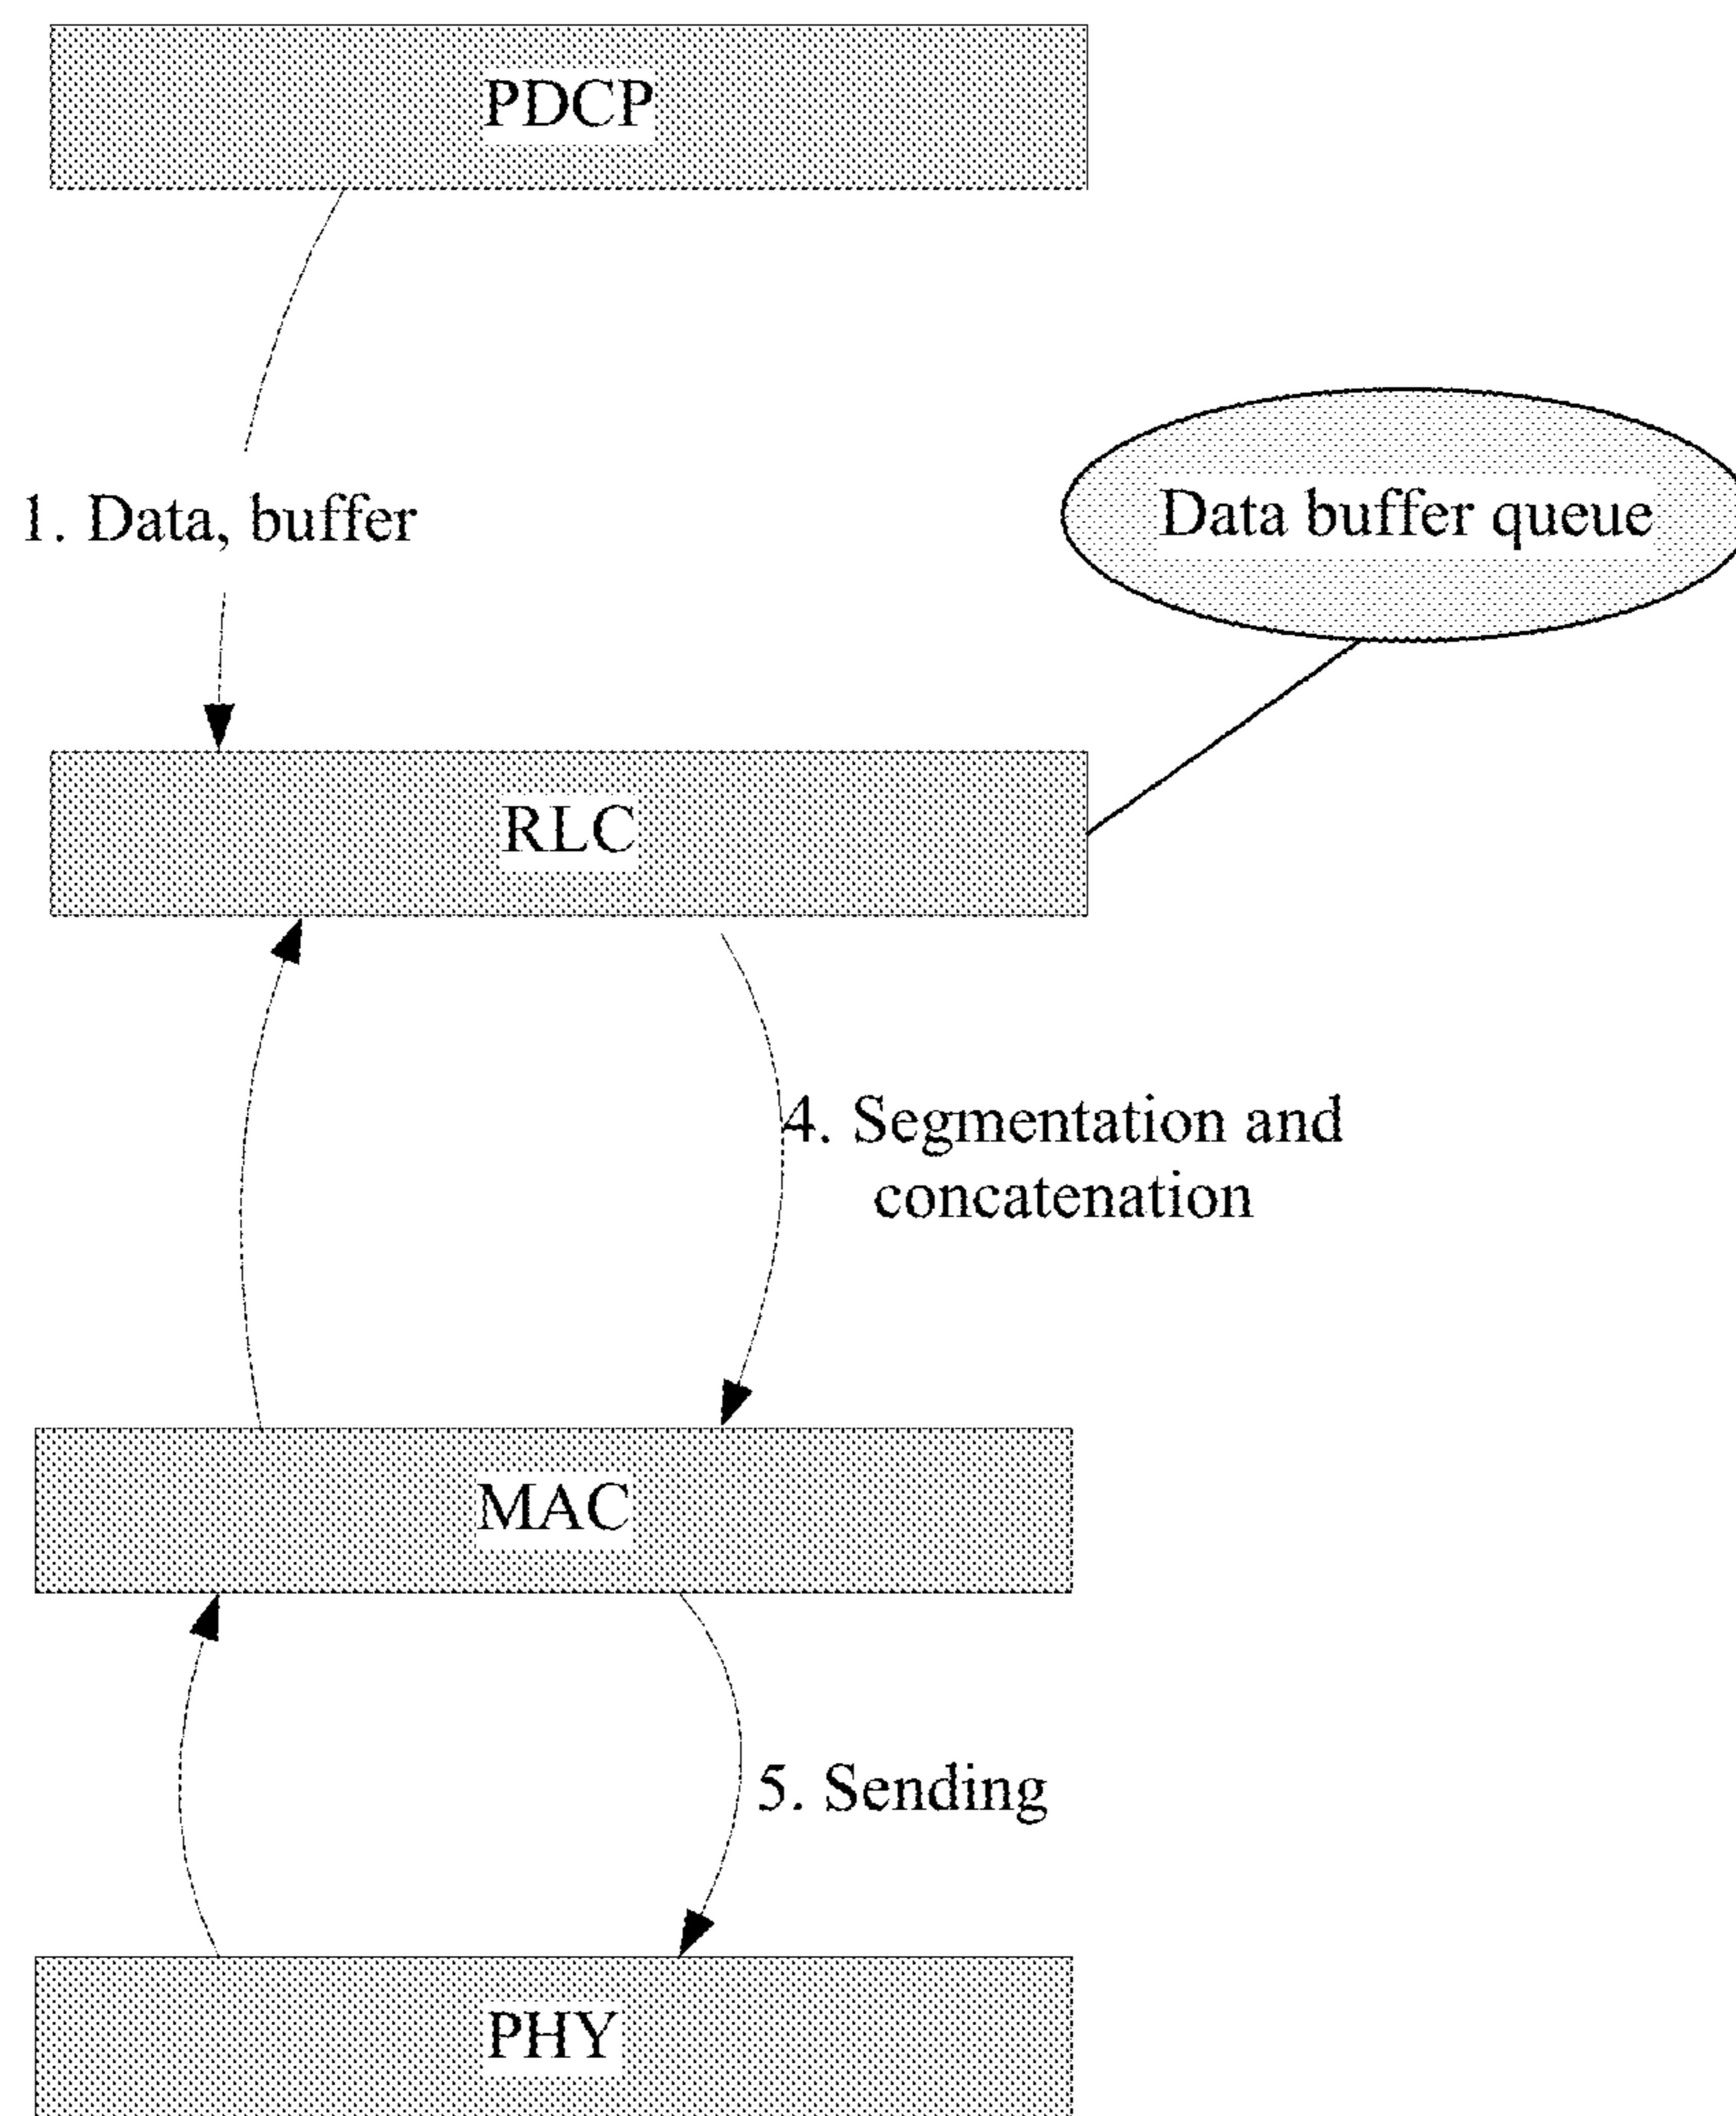 PDCP
1. Data, buffer
Data buffer queue
RLC
4. Segmentation and
concatenation
MAC
5. Sending
PHY